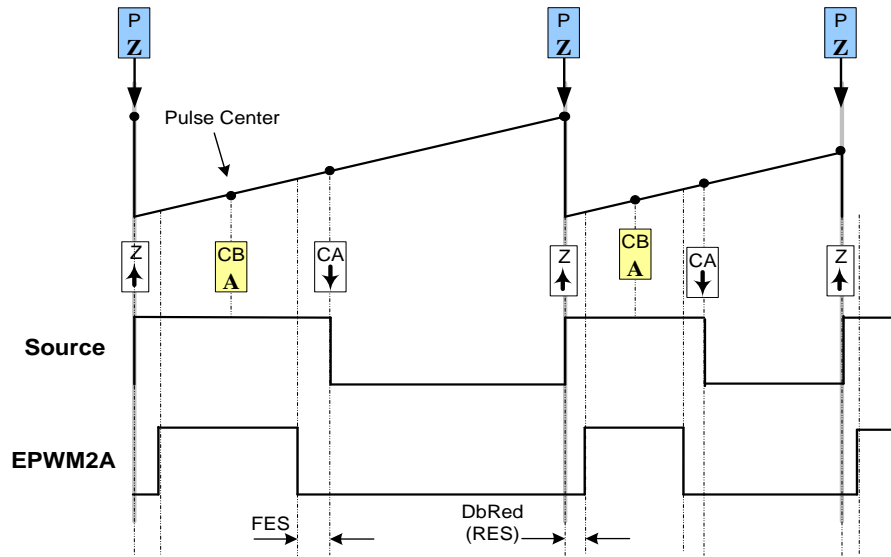 P
Z
P
Z
P
Z
Pulse Center
Z
CB
A
CA
Z
CB
A
CA
Z
Source
EPWM2A
FES
DbRed
(RES)